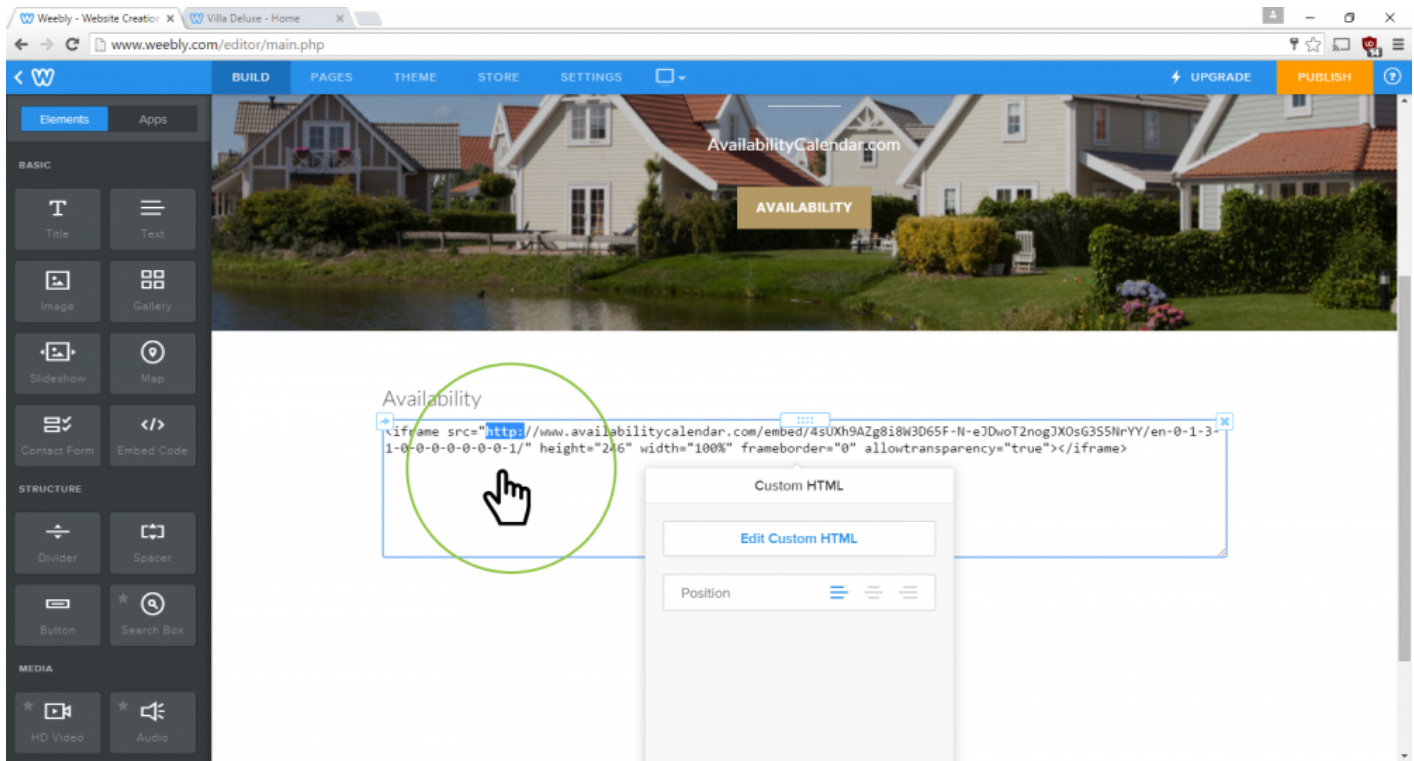 Weebly - Website Creation
Villa Deluxe - Home
www.weebly.com/editor/main.php
14
BUILD PAGES THEME STORE SETTINGS UPGRADE PUBLISH ?
Elements Apps
AvailabilityCalendar.com
BASIC
AVAILABILITY
Title Text
Image Gallery
Slideshow Map
Availability
<iframe src="http://www.availabilitycalendar.com/embed/4sUXh9AZg8i8W3D65F-N-eJDwoT2nogJXOsG3S5NrYY/en-0-1-3-
1-0-0-0-0-0-0-1/" height="246" width="100%" frameborder="0" allowtransparency="true"></iframe>
Contact Form Embed Code
Custom HTML
STRUCTURE
Edit Custom HTML
Divider Spacer
Position
Button Search Box
MEDIA
HD Video Audio